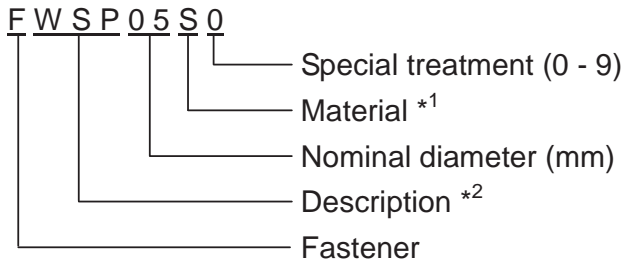 F W S P 0 5 S 0
Special treatment (0 - 9)
Material *1
Nominal diameter (mm)
Description *2
Fastener